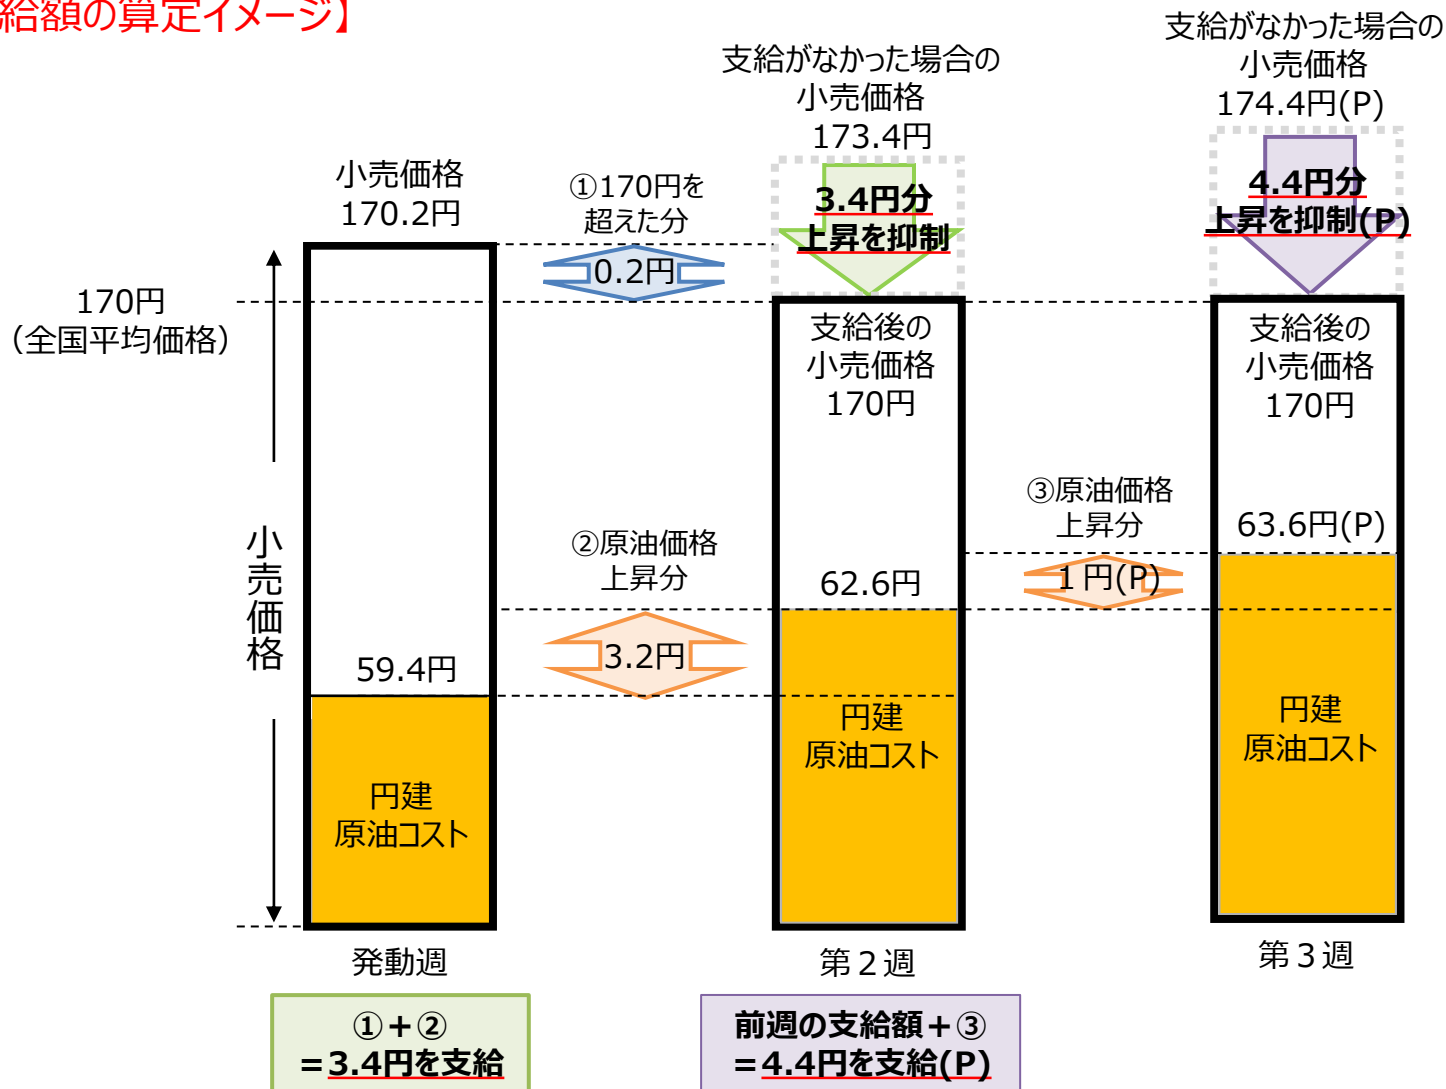 給額の算定イメージ】
支給がなかった場合の
小売価格
173.4円
支給がなかった場合の
小売価格
174.4円(P)
小売価格
170.2円
①170円を
超えた分
0.2円
3.4円分
上昇を抑制
4.4円分
上昇を抑制(P)
170円
（全国平均価格）
支給後の
小売価格
170円
支給後の
小売価格
170円
小売価格
②原油価格
上昇分
3.2円
③原油価格
上昇分
１円(P)
59.4円
62.6円
63.6円(P)
円建
原油コスト
円建
原油コスト
円建
原油コスト
発動週
第２週
第３週
①＋②
＝3.4円を支給
前週の支給額＋③
＝4.4円を支給(P)